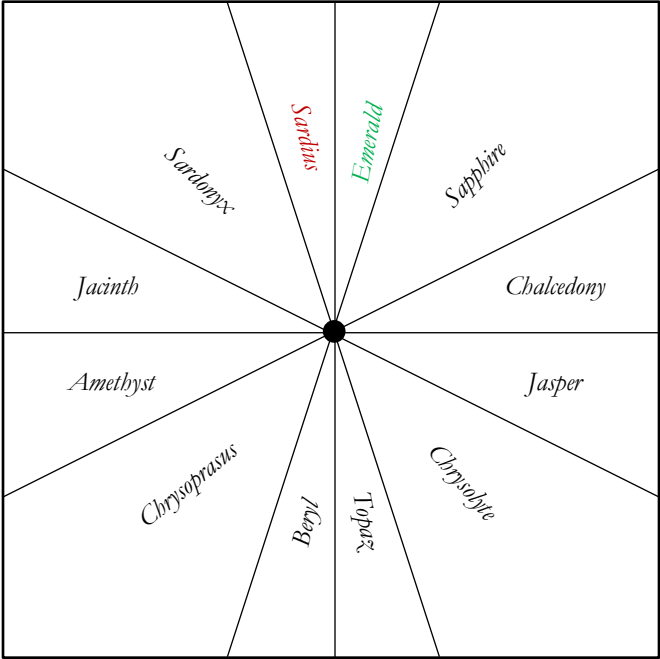 Sardius
Emerald
Sardonyx
Sapphire
Jacinth
Chalcedony
Amethyst
Jasper
Chrysoprasus
Chrysolyte
Beryl
Topaz